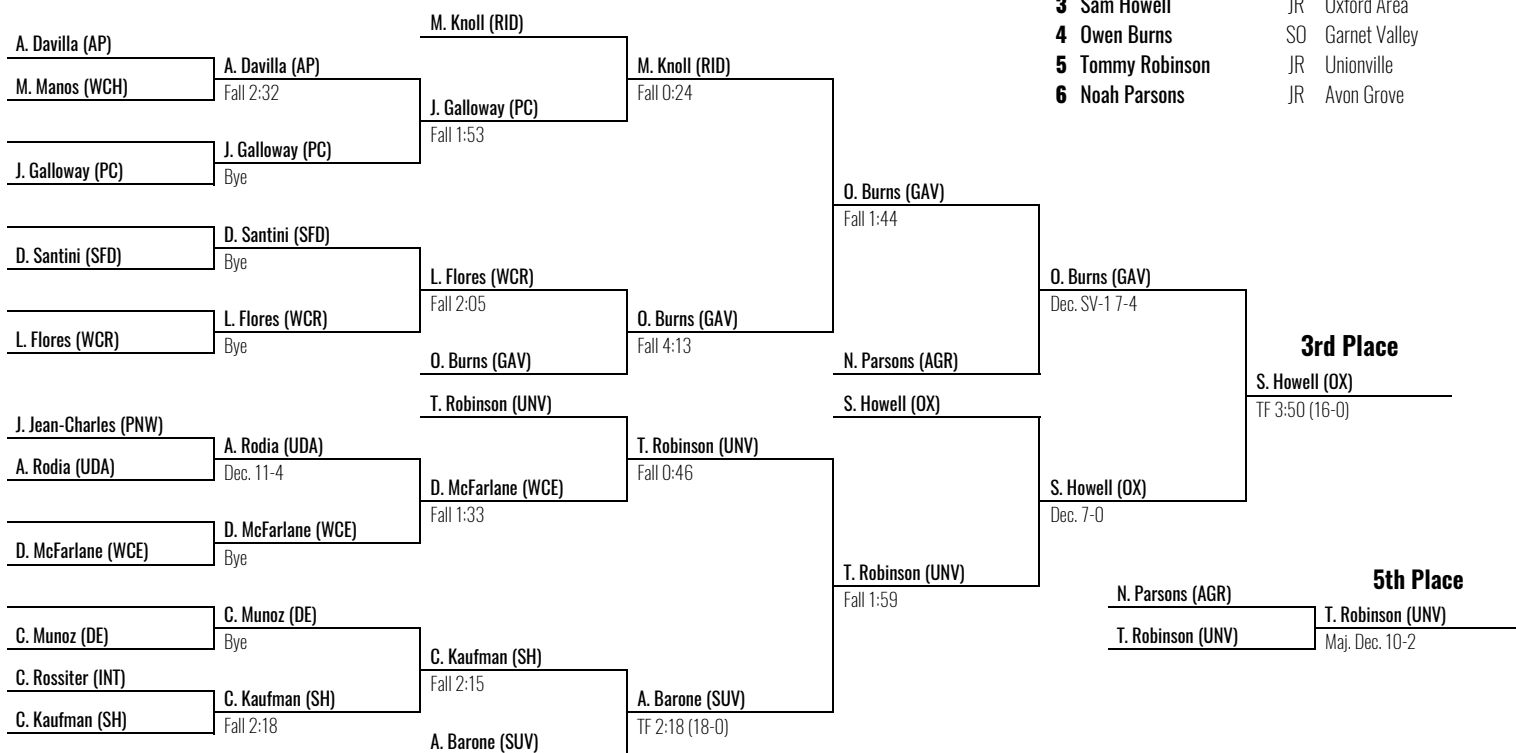 3 Sam Howell JR Oxford Area
4 Owen Burns SO Garnet Valley
5 Tommy Robinson JR Unionville
6 Noah Parsons JR Avon Grove
A. Davilla (AP)
M. Manos (WCH)
J. Galloway (PC)
D. Santini (SFD)
L. Flores (WCR)
J. Jean-Charles (PNW)
A. Rodia (UDA)
D. McFarlane (WCE)
C. Munoz (DE)
C. Rossiter (INT)
C. Kaufman (SH)
A. Davilla (AP)
Fall 2:32
J. Galloway (PC)
Bye
D. Santini (SFD)
Bye
L. Flores (WCR)
Bye
A. Rodia (UDA)
Dec. 11-4
D. McFarlane (WCE)
Bye
C. Munoz (DE)
Bye
C. Kaufman (SH)
Fall 2:18
M. Knoll (RID)
J. Galloway (PC)
Fall 1:53
L. Flores (WCR)
Fall 2:05
O. Burns (GAV)
T. Robinson (UNV)
D. McFarlane (WCE)
Fall 1:33
C. Kaufman (SH)
Fall 2:15
A. Barone (SUV)
M. Knoll (RID)
Fall 0:24
O. Burns (GAV)
Fall 4:13
T. Robinson (UNV)
Fall 0:46
A. Barone (SUV)
TF 2:18 (18-0)
O. Burns (GAV)
Fall 1:44
N. Parsons (AGR)
S. Howell (OX)
T. Robinson (UNV)
Fall 1:59
O. Burns (GAV)
Dec. SV-1 7-4
S. Howell (OX)
Dec. 7-0
3rd Place
S. Howell (OX)
TF 3:50 (16-0)
5th Place
N. Parsons (AGR)
T. Robinson (UNV)
T. Robinson (UNV)
Maj. Dec. 10-2